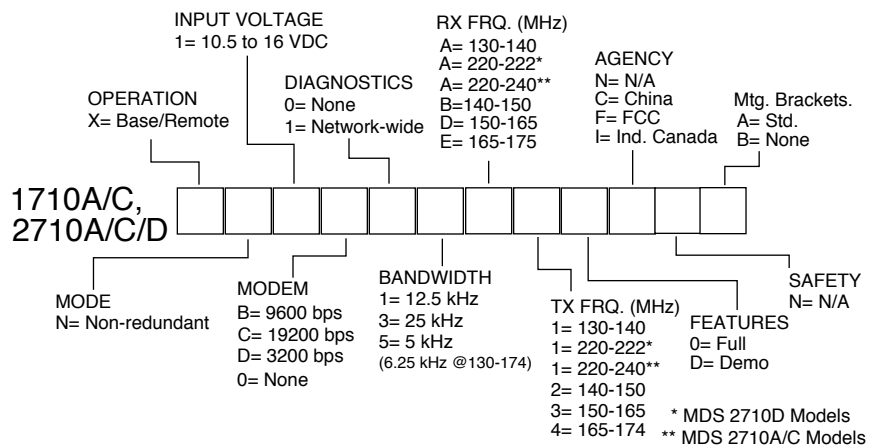 INPUT VOLTAGE
1= 10.5 to 16 VDC
RX FRQ. (MHz)
A= 130-140
A= 220-222*
A= 220-240**
B=140-150
D= 150-165
E= 165-175
AGENCY
N= N/A
C= China
F= FCC
I= Ind. Canada
DIAGNOSTICS
0= None
1= Network-wide
OPERATION
X= Base/Remote
Mtg. Brackets.
A= Std.
B= None
1710A/C,
2710A/C/D
MODE
N= Non-redundant
MODEM
B= 9600 bps
C= 19200 bps
D= 3200 bps
0= None
BANDWIDTH
1= 12.5 kHz
3= 25 kHz
5= 5 kHz
(6.25 kHz @130-174)
TX FRQ. (MHz)
1= 130-140
1= 220-222*
1= 220-240**
2= 140-150
3= 150-165
4= 165-174
FEATURES
0= Full
D= Demo
SAFETY
N= N/A
* MDS 2710D Models
** MDS 2710A/C Models